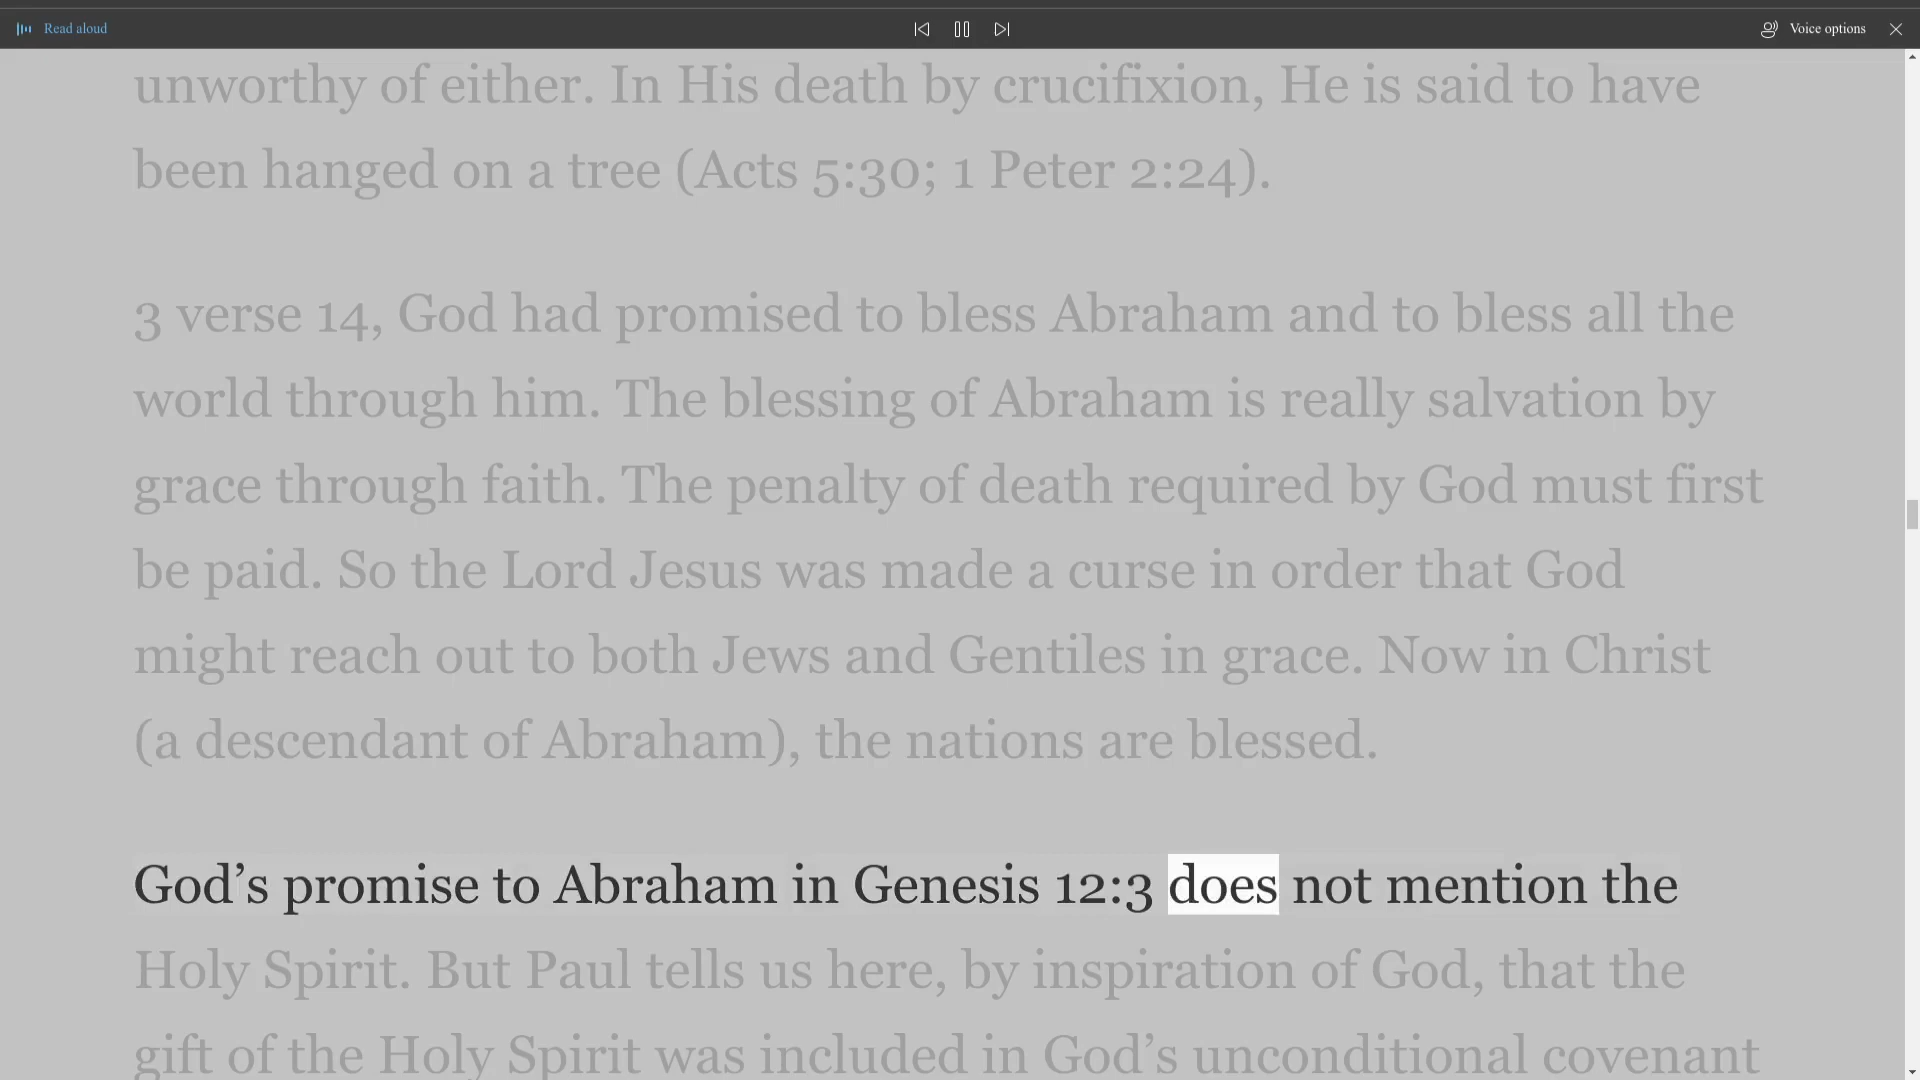 Read aloud
Voice options
unworthy of either. In His death by crucifixion, He is said to have
been hanged on a tree (Acts 5:30; 1 Peter 2:24).
3 verse 14, God had promised to bless Abraham and to bless all the
world through him. The blessing of Abraham is really salvation by
grace through faith. The penalty of death required by God must first
be paid. So the Lord Jesus was made a curse in order that God
might reach out to both Jews and Gentiles in grace. Now in Christ
(a descendant of Abraham), the nations are blessed.
God’s promise to Abraham in Genesis 12:3 does not mention the
Holy Spirit. But Paul tells us here, by inspiration of God, that the
gift of the Holy Spirit was included in God’s unconditional covenant